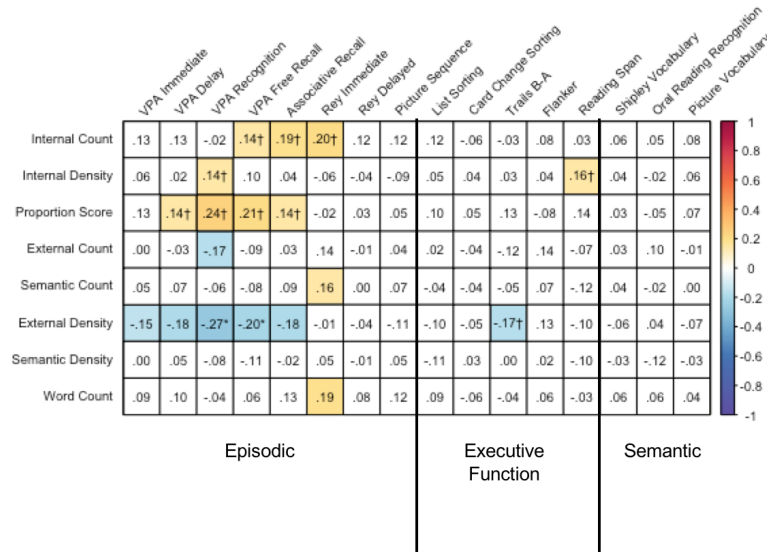 VPA Immediate
VPA Delay
VPA Recognition
VPA Free Recall
Associative Recall
Rey Immediate
Rey Delayed
Picture Sequence
List Sorting
Card Change Sorting
Trails B-A
Flanker
Reading Span
Shipley Vocabulary
Oral Reading Recognition
Picture Vocabulary
Internal Count .13 .13 -.02 .14† .19† .20† .12 .12 .12 -.06 -.03 .08 .03 .06 .05 .08
Internal Density .06 .02 .14† .10 .04 -.06 -.04 -.09 .05 .04 .03 .04 .16† .04 -.02 .06
Proportion Score .13 .14† .24† .21† .14† -.02 .03 .05 .10 .05 .13 -.08 .14 .03 -.05 .07
External Count .00 -.03 -.17 -.09 .03 .14 -.01 .04 .02 -.04 -.12 .14 -.07 .03 .10 -.01
Semantic Count .05 .07 -.06 -.08 .09 .16 .00 .07 -.04 -.04 -.05 .07 -.12 .04 -.02 .00
External Density -.15 -.18 -.27* -.20* -.18 -.01 -.04 -.11 -.10 -.05 -.17† .13 -.10 -.06 .04 -.07
Semantic Density .00 .05 -.08 -.11 -.02 .05 -.01 .05 -.11 .03 .00 .02 -.10 -.03 -.12 -.03
Word Count .09 .10 -.04 .06 .13 .19 .08 .12 .09 -.06 -.04 .06 -.03 .06 .06 .04
1
0.8
0.6
0.4
0.2
0
-0.2
-0.4
-0.6
-0.8
-1
Episodic
Executive
Function
Semantic